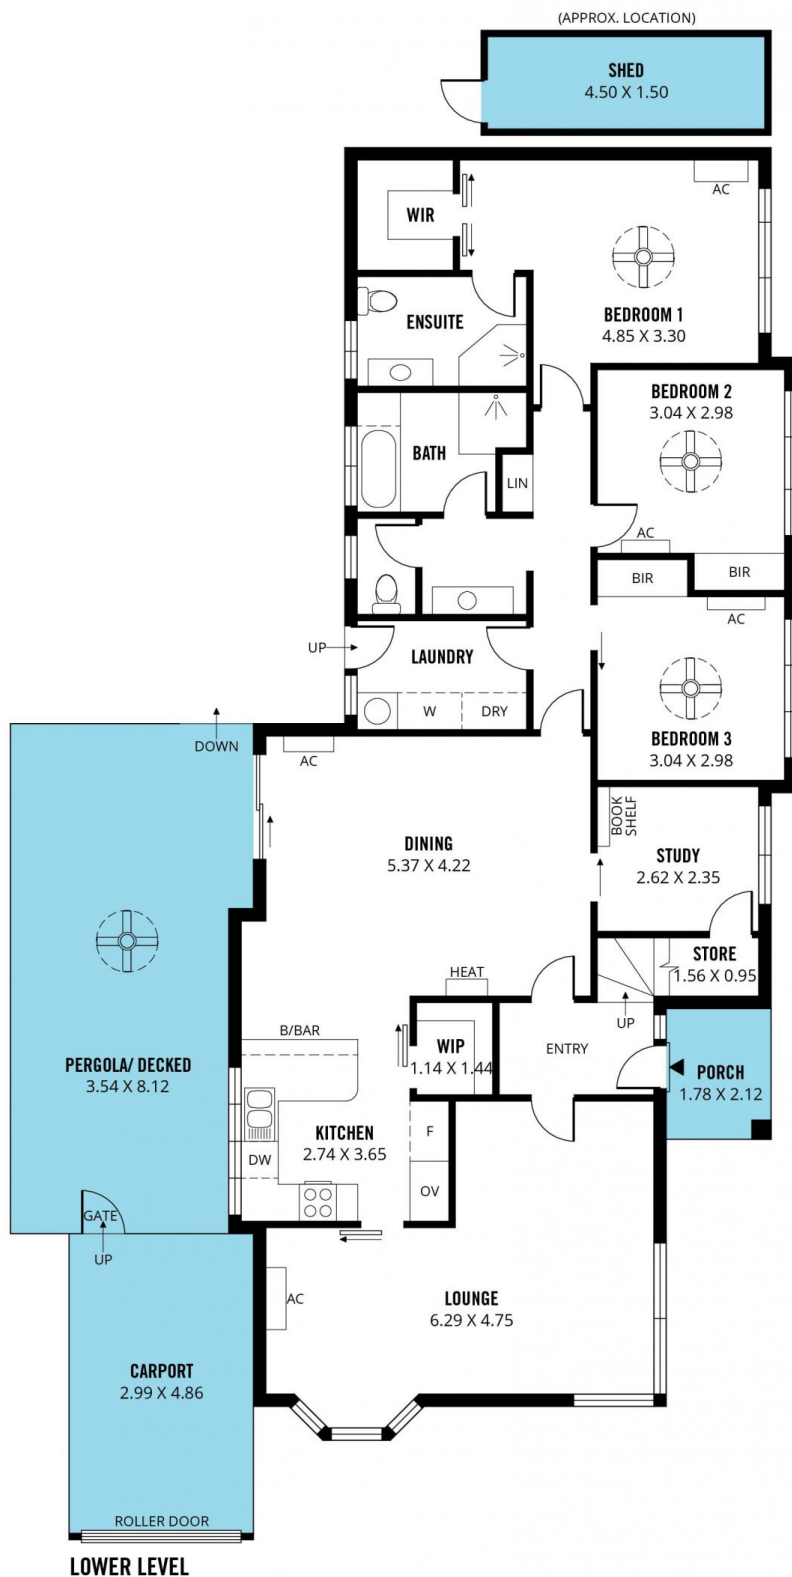 (APPROX. LOCATION)
SHED
4.50 X 1.50
AC
WIR
BEDROOM 1
4.85 X 3.30
ENSUITE
BEDROOM 2
3.04 X 2.98
BATH
LIN
AC
BIR
BIR
AC
UP
LAUNDRY
W
DRY
BEDROOM 3
3.04 X 2.98
DOWN
AC
BOOK
SHELF
DINING
5.37 X 4.22
STUDY
2.62 X 2.35
STORE
1.56 X 0.95
HEAT
UP
B/BAR
WIP
1.14 X 1.44
ENTRY
PORCH
1.78 X 2.12
PERGOLA/ DECKED
3.54 X 8.12
KITCHEN
2.74 X 3.65
F
DW
OV
GATE
UP
AC
LOUNGE
6.29 X 4.75
CARPORT
2.99 X 4.86
ROLLER DOOR
LOWER LEVEL